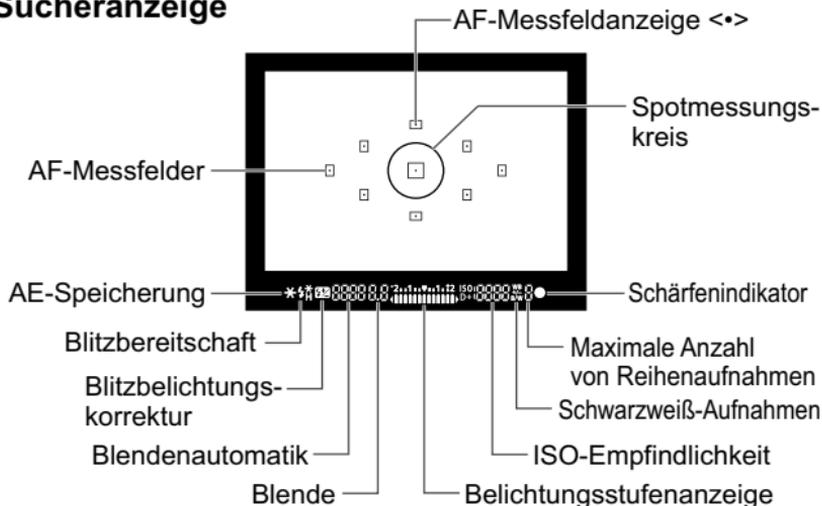 Sucheranzeige
AF-Messfeldanzeige <•>
Spotmessungs-
kreis
AF-Messfelder
AE-Speicherung
Schärfenindikator
Blitzbereitschaft
Maximale Anzahl
von Reihenaufnahmen
Blitzbelichtungs-
korrektur
Schwarzweiß-Aufnahmen
Blendenautomatik
ISO-Empfindlichkeit
Blende
Belichtungsstufenanzeige